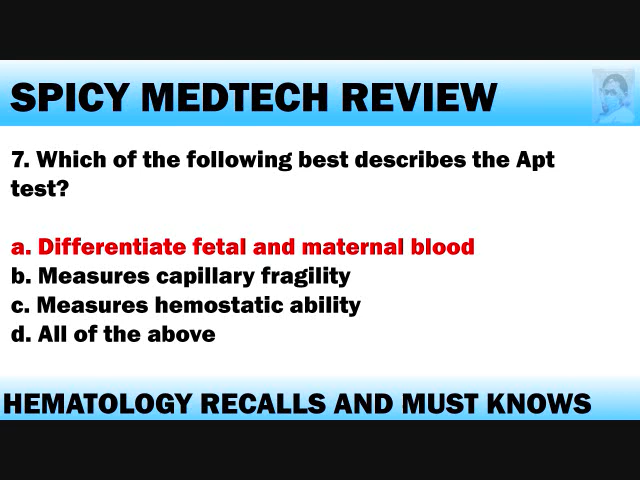 SPICY MEDTECH REVIEW
7. Which of the following best describes the Apt
test?
a. Differentiate fetal and maternal blood
b. Measures capillary fragility
c. Measures hemostatic ability
d. All of the above
HEMATOLOGY RECALLS AND MUST KNOWS